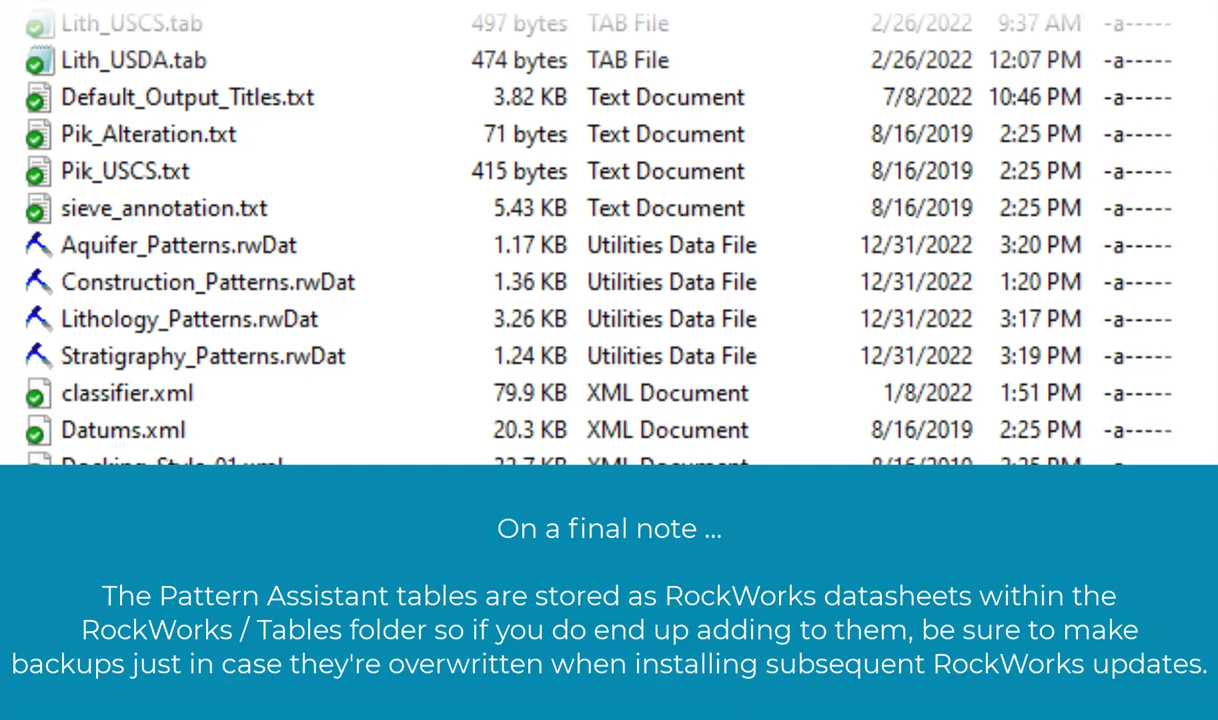 Lith_USCS.tab 497 bytes TAB File 2/26/2022 9:37 AM -a-----
Lith_USDA.tab 474 bytes TAB File 2/26/2022 12:07 PM -a-----
Default_Output_Titles.txt 3.82 KB Text Document 7/8/2022 10:46 PM -a-----
Pik_Alteration.txt 71 bytes Text Document 8/16/2019 2:25 PM -a-----
Pik_USCS.txt 415 bytes Text Document 8/16/2019 2:25 PM -a-----
sieve_annotation.txt 5.43 KB Text Document 8/16/2019 2:25 PM -a-----
Aquifer_Patterns.rwDat 1.17 KB Utilities Data File 12/31/2022 3:20 PM -a-----
Construction_Patterns.rwDat 1.36 KB Utilities Data File 12/31/2022 1:20 PM -a-----
Lithology_Patterns.rwDat 3.26 KB Utilities Data File 12/31/2022 3:17 PM -a-----
Stratigraphy_Patterns.rwDat 1.24 KB Utilities Data File 12/31/2022 3:19 PM -a-----
classifier.xml 79.9 KB XML Document 1/8/2022 1:51 PM -a-----
Datums.xml 20.3 KB XML Document 8/16/2019 2:25 PM -a-----
XML Document 8/16/2019
On a final note ...
The Pattern Assistant tables are stored as RockWorks datasheets within the
RockWorks / Tables folder so if you do end up adding to them, be sure to make
backups just in case they're overwritten when installing subsequent RockWorks updates.